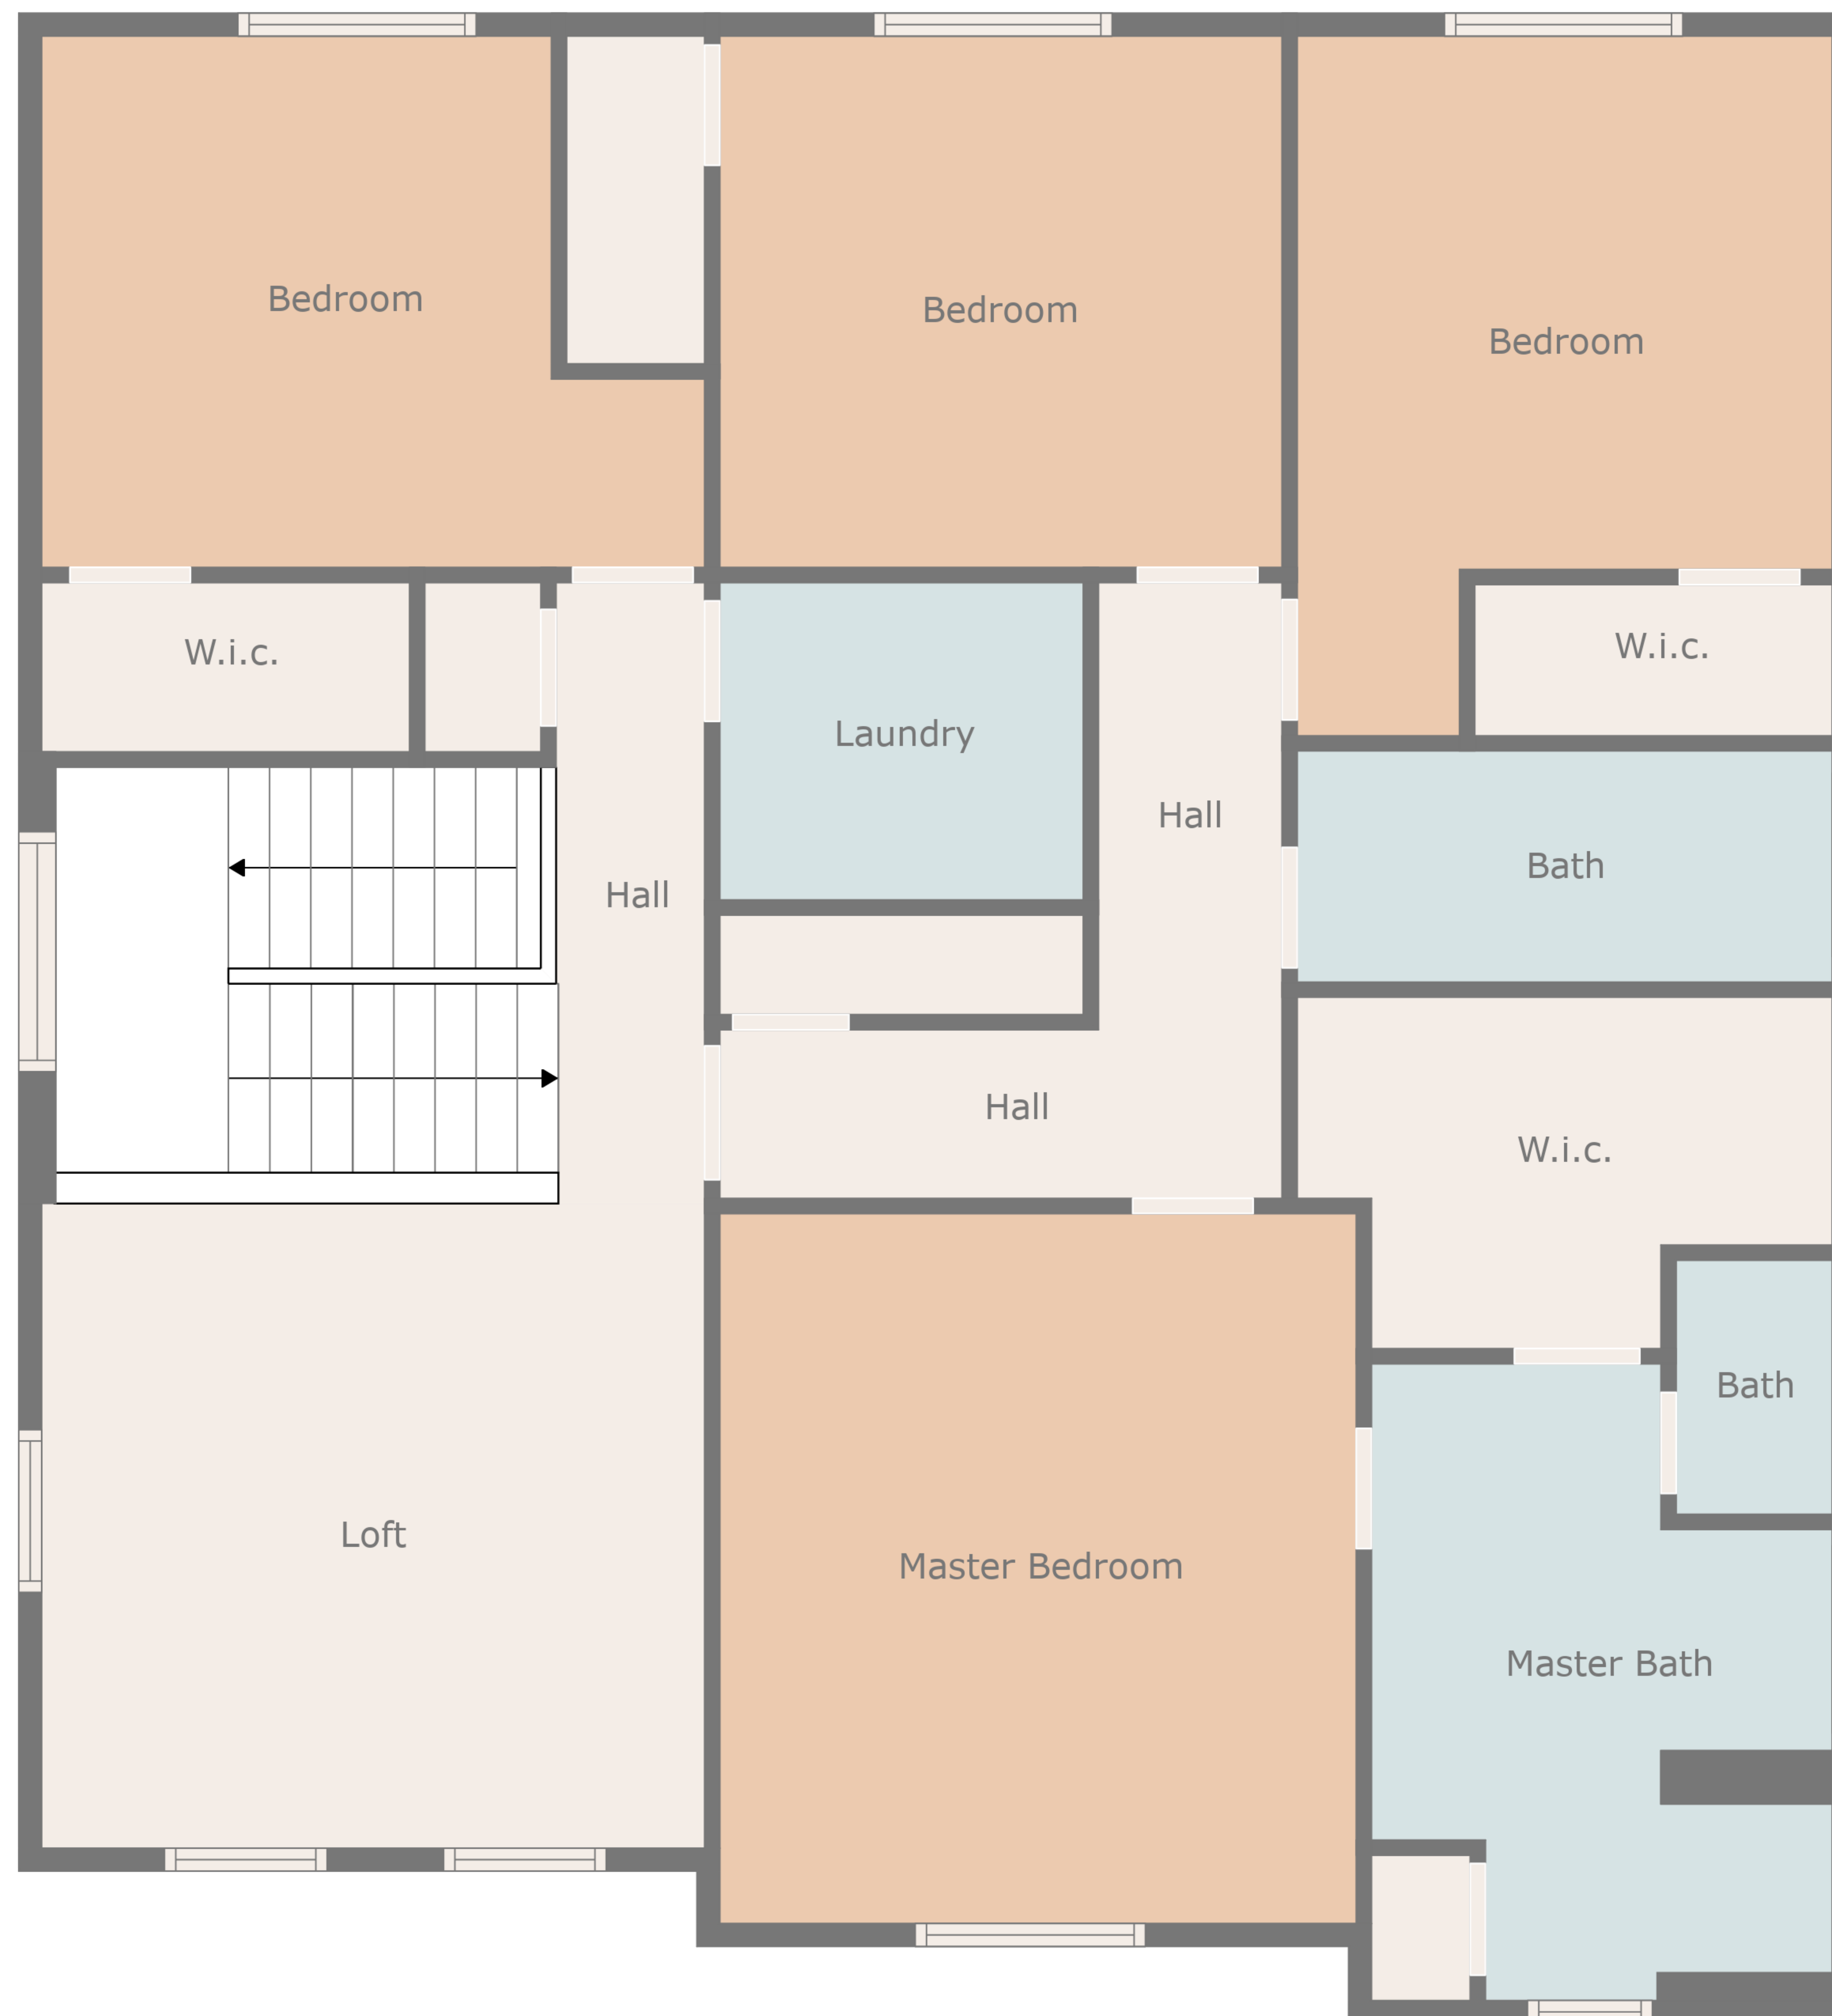 Bedroom
Bedroom
Bedroom
W.i.c.
W.i.c.
Laundry
Hall
Bath
Hall
Hall
W.i.c.
Bath
Loft
Master Bedroom
Master Bath